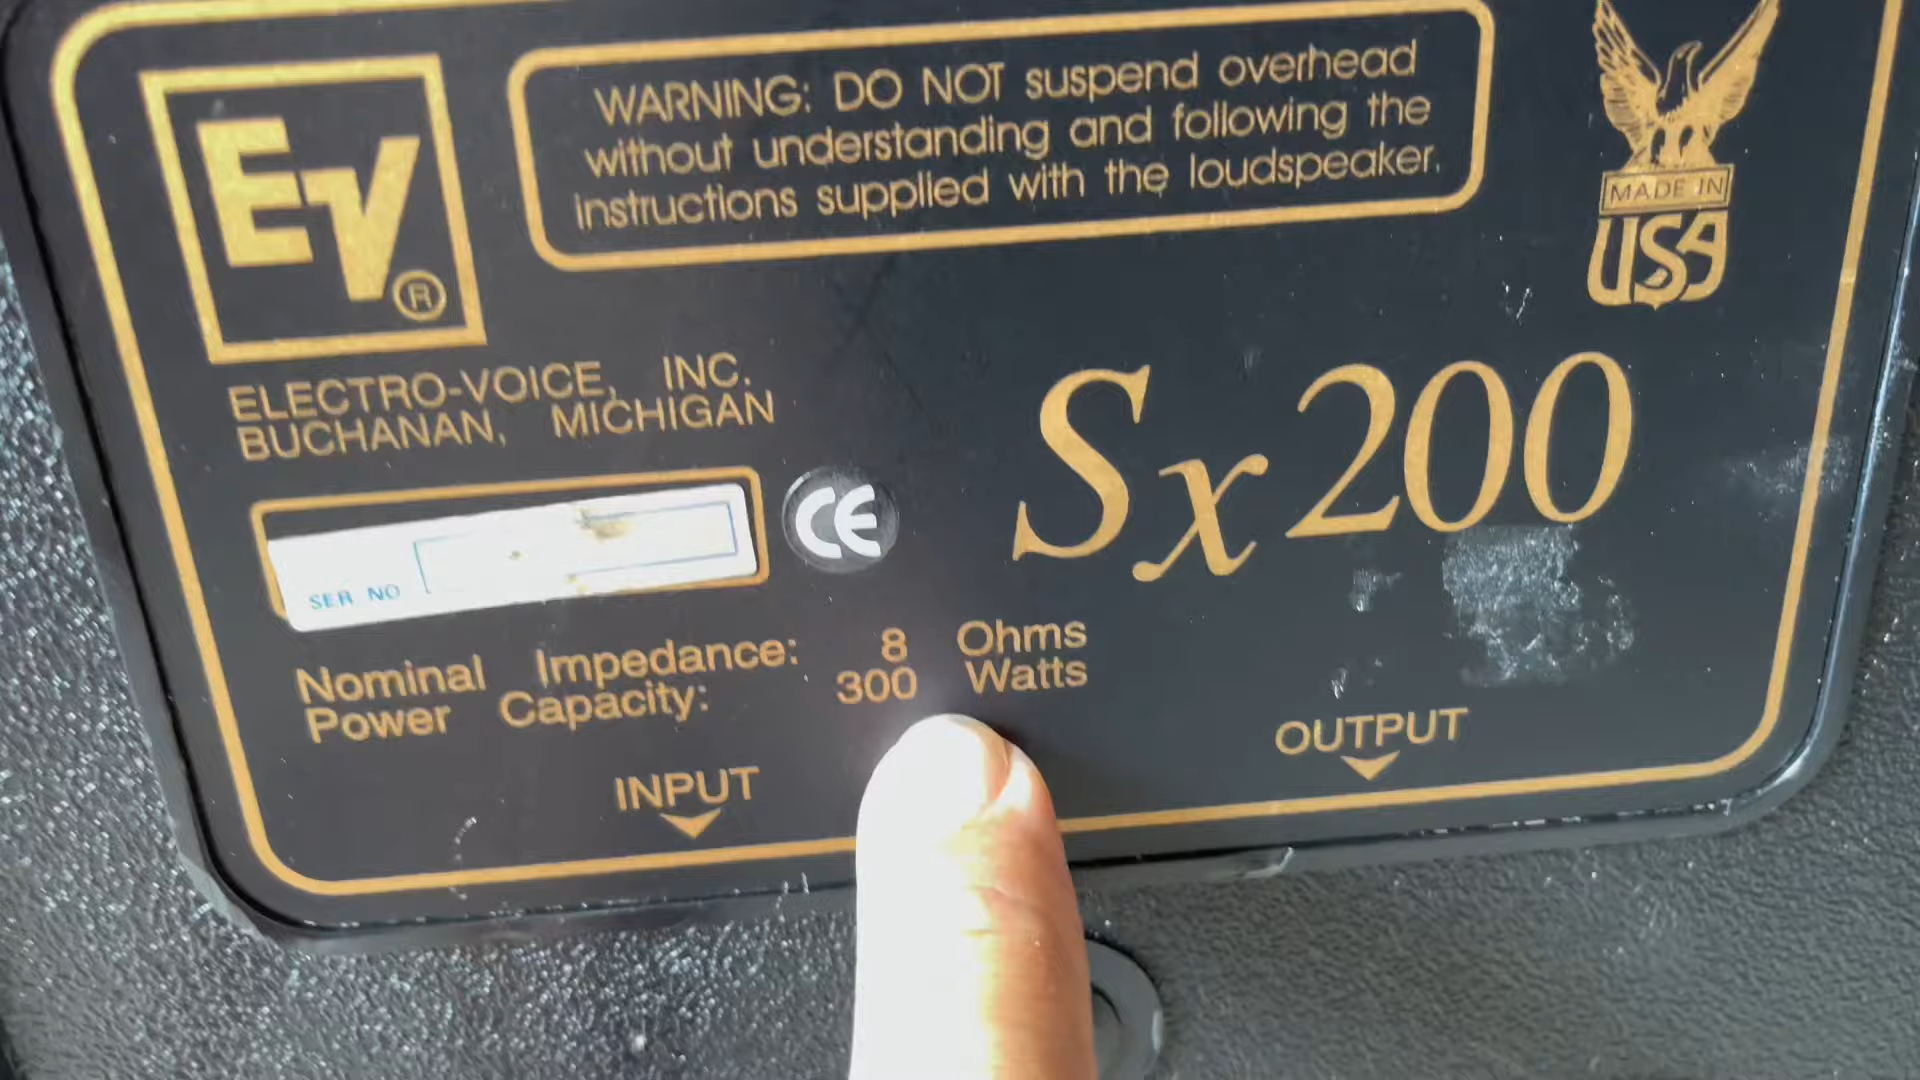 EV®
WARNING: DO NOT suspend overhead
without understanding and following the
instructions supplied with the loudspeaker.
MADE IN
USA
ELECTRO-VOICE, INC.
BUCHANAN, MICHIGAN
Sx200
SER NO
CE
Nominal Impedance: 8 Ohms
Power Capacity: 300 Watts
INPUT
OUTPUT